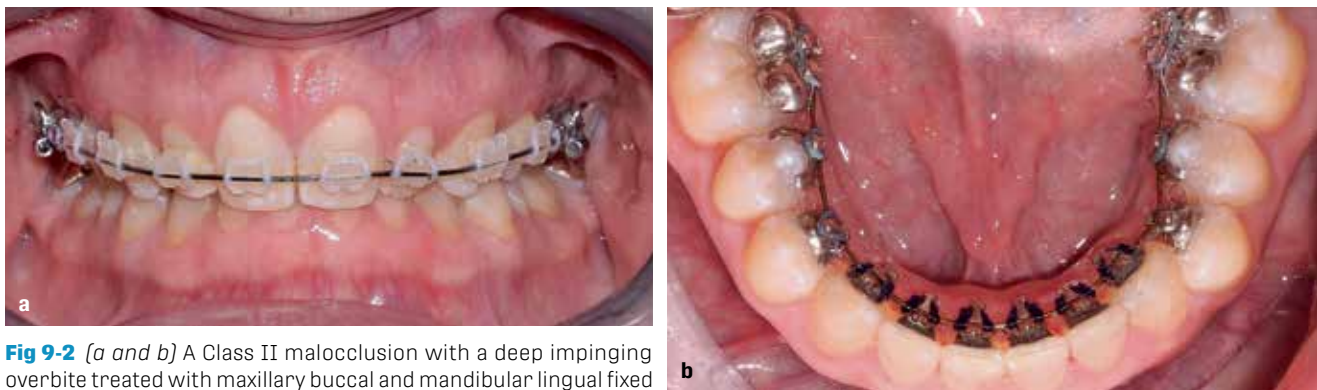 a
Fig 9-2 (a and b) A Class II malocclusion with a deep impinging
overbite treated with maxillary buccal and mandibular lingual fixed
b